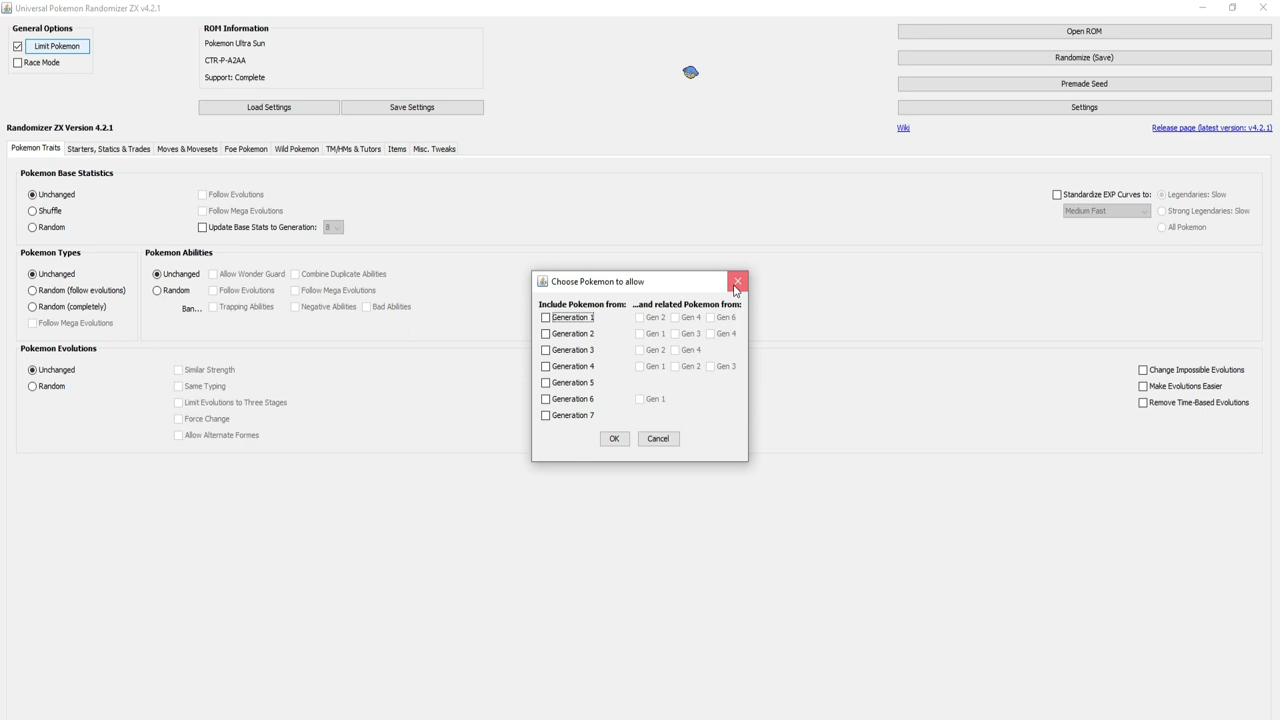 Universal Pokemon Randomizer ZX v4.2.1
General Options
Limit Pokemon
Race Mode
ROM Information
Pokemon Ultra Sun
CTR-P-A2AA
Support: Complete
Load Settings Save Settings
Open ROM
Randomize (Save)
Premade Seed
Settings
Randomizer ZX Version 4.2.1
Wiki
Release page (latest version: v4.2.1)
Pokemon Traits Starters, Statics & Trades Moves & Movesets Foe Pokemon Wild Pokemon TM/HMs & Tutors Items Misc. Tweaks
Pokemon Base Statistics
Unchanged Follow Evolutions
Shuffle Follow Mega Evolutions
Random Update Base Stats to Generation: 8
Standardize EXP Curves to: Legendaries: Slow
Medium Fast Strong Legendaries: Slow
All Pokemon
Pokemon Types
Unchanged
Random (follow evolutions)
Random (completely)
Follow Mega Evolutions
Pokemon Abilities
Unchanged Allow Wonder Guard Combine Duplicate Abilities
Random Follow Evolutions Follow Mega Evolutions
Ban... Trapping Abilities Negative Abilities Bad Abilities
Pokemon Evolutions
Unchanged Similar Strength
Random Same Typing
Limit Evolutions to Three Stages
Force Change
Allow Alternate Formes
Change Impossible Evolutions
Make Evolutions Easier
Remove Time-Based Evolutions
Choose Pokemon to allow
Include Pokemon from: ...and related Pokemon from:
Generation 1 Gen 2 Gen 4 Gen 6
Generation 2 Gen 1 Gen 3 Gen 4
Generation 3 Gen 2 Gen 4
Generation 4 Gen 1 Gen 2 Gen 3
Generation 5
Generation 6 Gen 1
Generation 7
OK Cancel